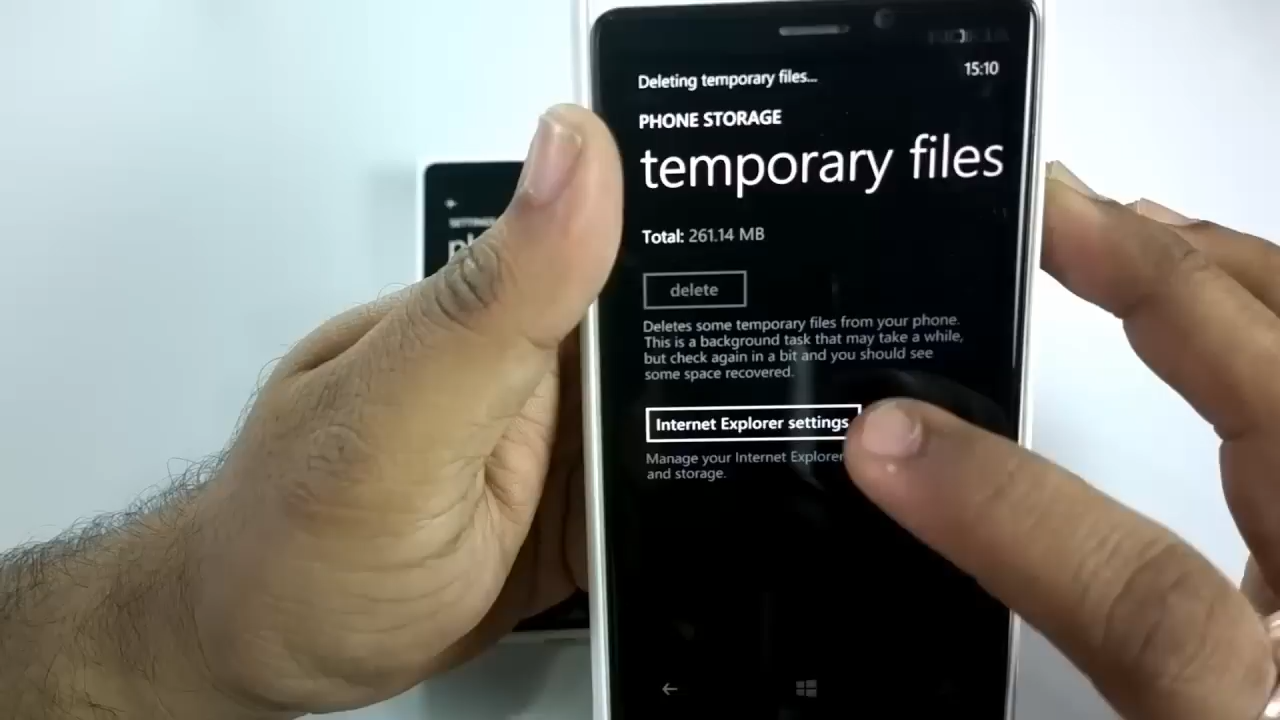 NOKIA
Deleting temporary files...
15:10
PHONE STORAGE
temporary files
Total: 261.14 MB
delete
Deletes some temporary files from your phone.
This is a background task that may take a while,
but check again in a bit and you should see
some space recovered.
Internet Explorer settings
Manage your Internet Explorer
and storage.
SETTINGS